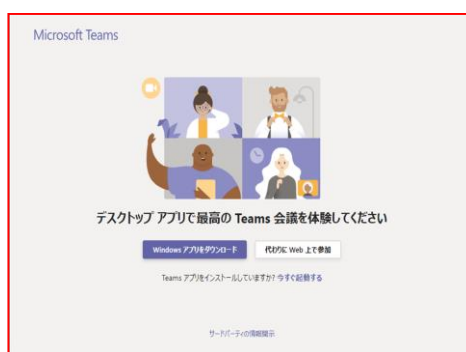 Microsoft Teams
デスクトップ アプリで最高の Teams 会議を体験してください
Windows アプリをダウンロード
代わりに Web 上で参加
Teams アプリをインストールしていますか? 今すぐ起動する
サードパーティの情報開示